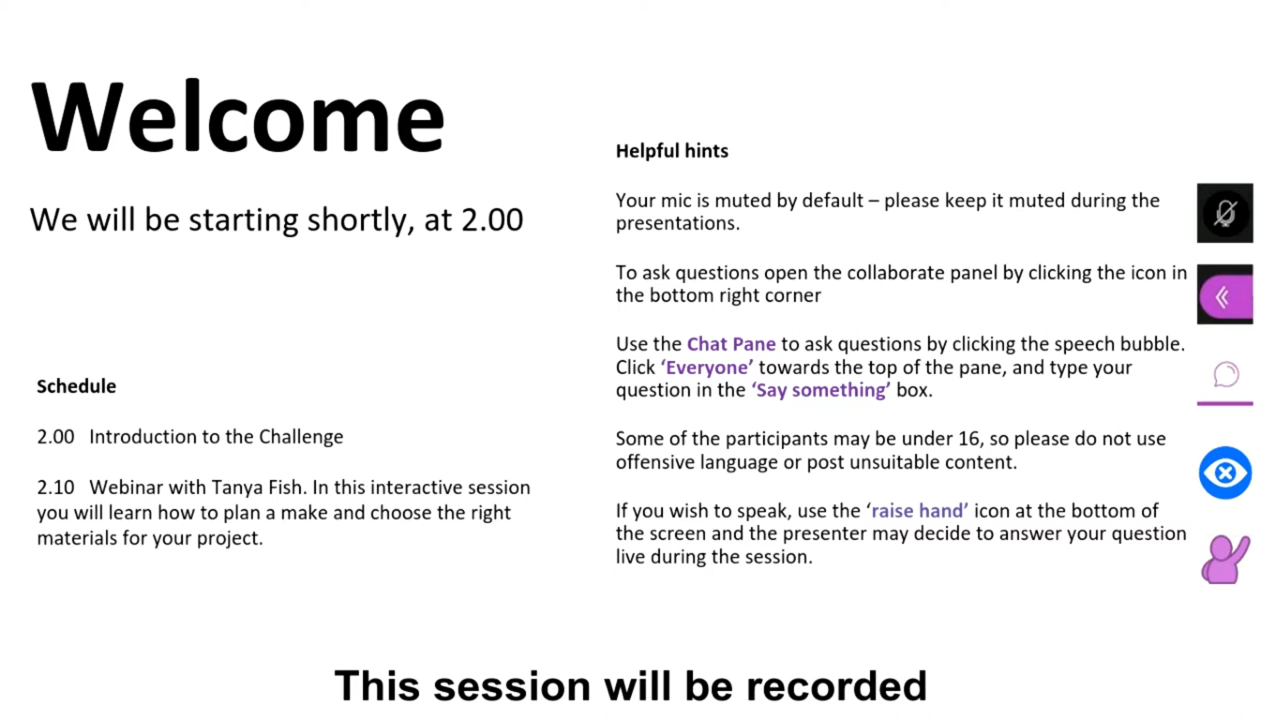 Welcome
We will be starting shortly, at 2.00
Schedule
2.00 Introduction to the Challenge
2.10 Webinar with Tanya Fish. In this interactive session
you will learn how to plan a make and choose the right
materials for your project.
Helpful hints
Your mic is muted by default – please keep it muted during the
presentations.
To ask questions open the collaborate panel by clicking the icon in
the bottom right corner
Use the Chat Pane to ask questions by clicking the speech bubble.
Click ‘Everyone’ towards the top of the pane, and type your
question in the ‘Say something’ box.
Some of the participants may be under 16, so please do not use
offensive language or post unsuitable content.
If you wish to speak, use the ‘raise hand’ icon at the bottom of
the screen and the presenter may decide to answer your question
live during the session.
This session will be recorded